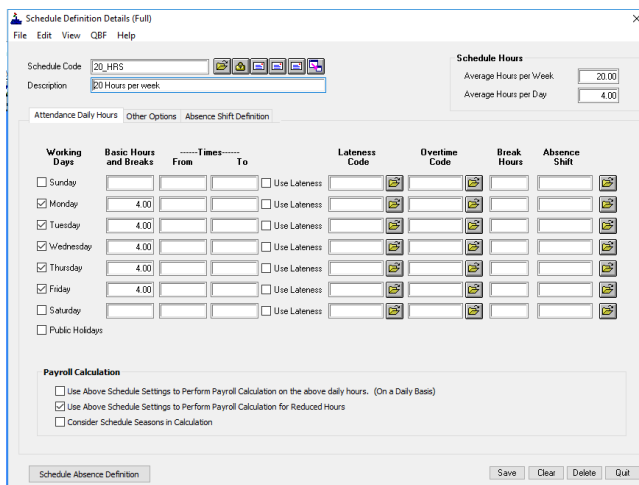 Schedule Definition Details (Full)
File Edit View QBF Help
Schedule Code 20_HRS
Description 20 Hours per week
Schedule Hours
Average Hours per Week 20.00
Average Hours per Day 4.00
Attendance Daily Hours Other Options Absence Shift Definition
Working Basic Hours ------Times------ Lateness Overtime Break Absence
Days and Breaks From To Code Code Hours Shift
Sunday Use Lateness
Monday 4.00 Use Lateness
Tuesday 4.00 Use Lateness
Wednesday 4.00 Use Lateness
Thursday 4.00 Use Lateness
Friday 4.00 Use Lateness
Saturday Use Lateness
Public Holidays
Payroll Calculation
Use Above Schedule Settings to Perform Payroll Calculation on the above daily hours. (On a Daily Basis)
Use Above Schedule Settings to Perform Payroll Calculation for Reduced Hours
Consider Schedule Seasons in Calculation
Schedule Absence Definition Save Clear Delete Quit